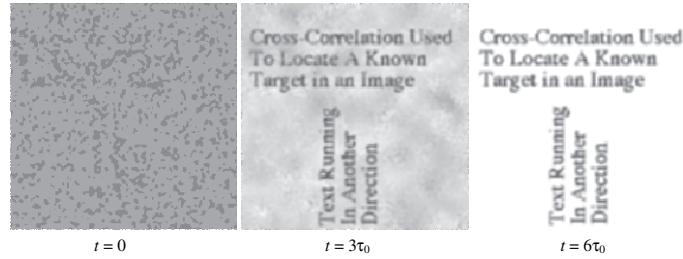 Cross-Correlation Used
To Locate A Known
Target in an Image
Text Running
In Another
Direction
Cross-Correlation Used
To Locate A Known
Target in an Image
Text Running
In Another
Direction
t = 0
t = 3τ₀
t = 6τ₀